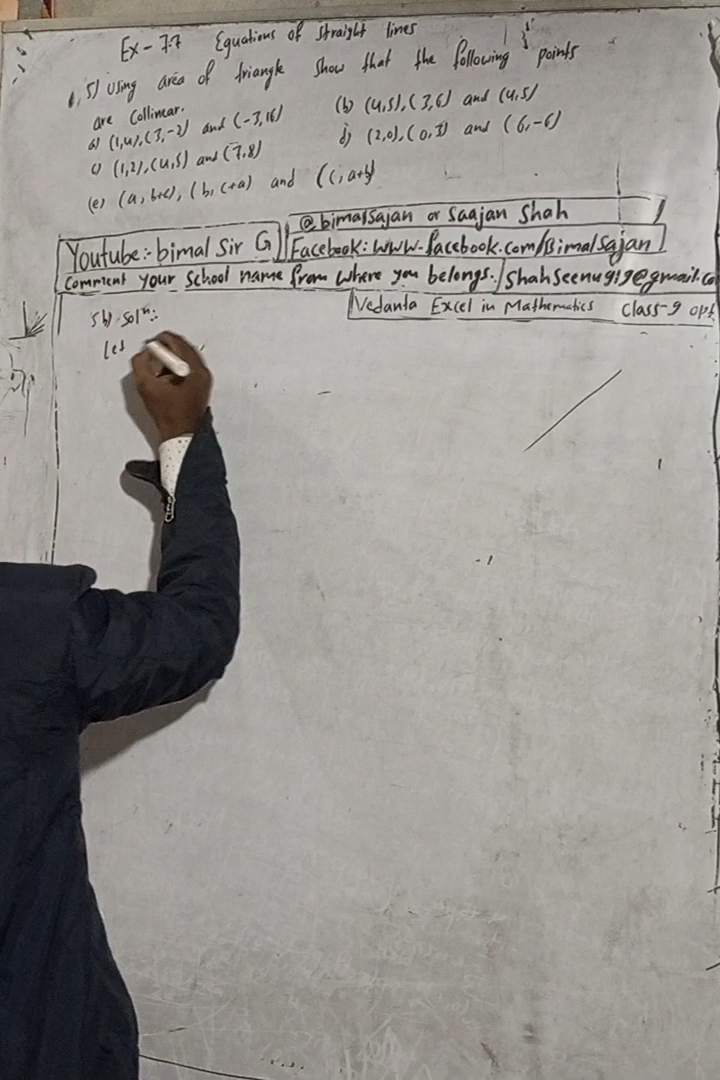 Ex - 7.7 Equations of Straight lines
5) Using area of triangle show that the following points
are Collinear.
a) (1,4), (3,-2) and (-3,16)
(b) (4,5), (3,6) and (4,5)
c) (1,2), (4,5) and (7,8)
d) (2,0), (0,3) and (6,-6)
(e) (a, b+c), (b, c+a) and (c, a+b)
@bimalsajan or Saajan Shah
Youtube:- bimal Sir G
Facebook: www.facebook.com/Bimalsajan
Comment your School name from where you belongs. / Shahseenu919@gmail.co
Vedanta Excel in Mathematics Class-9 opt
5b) Solⁿ:
Let